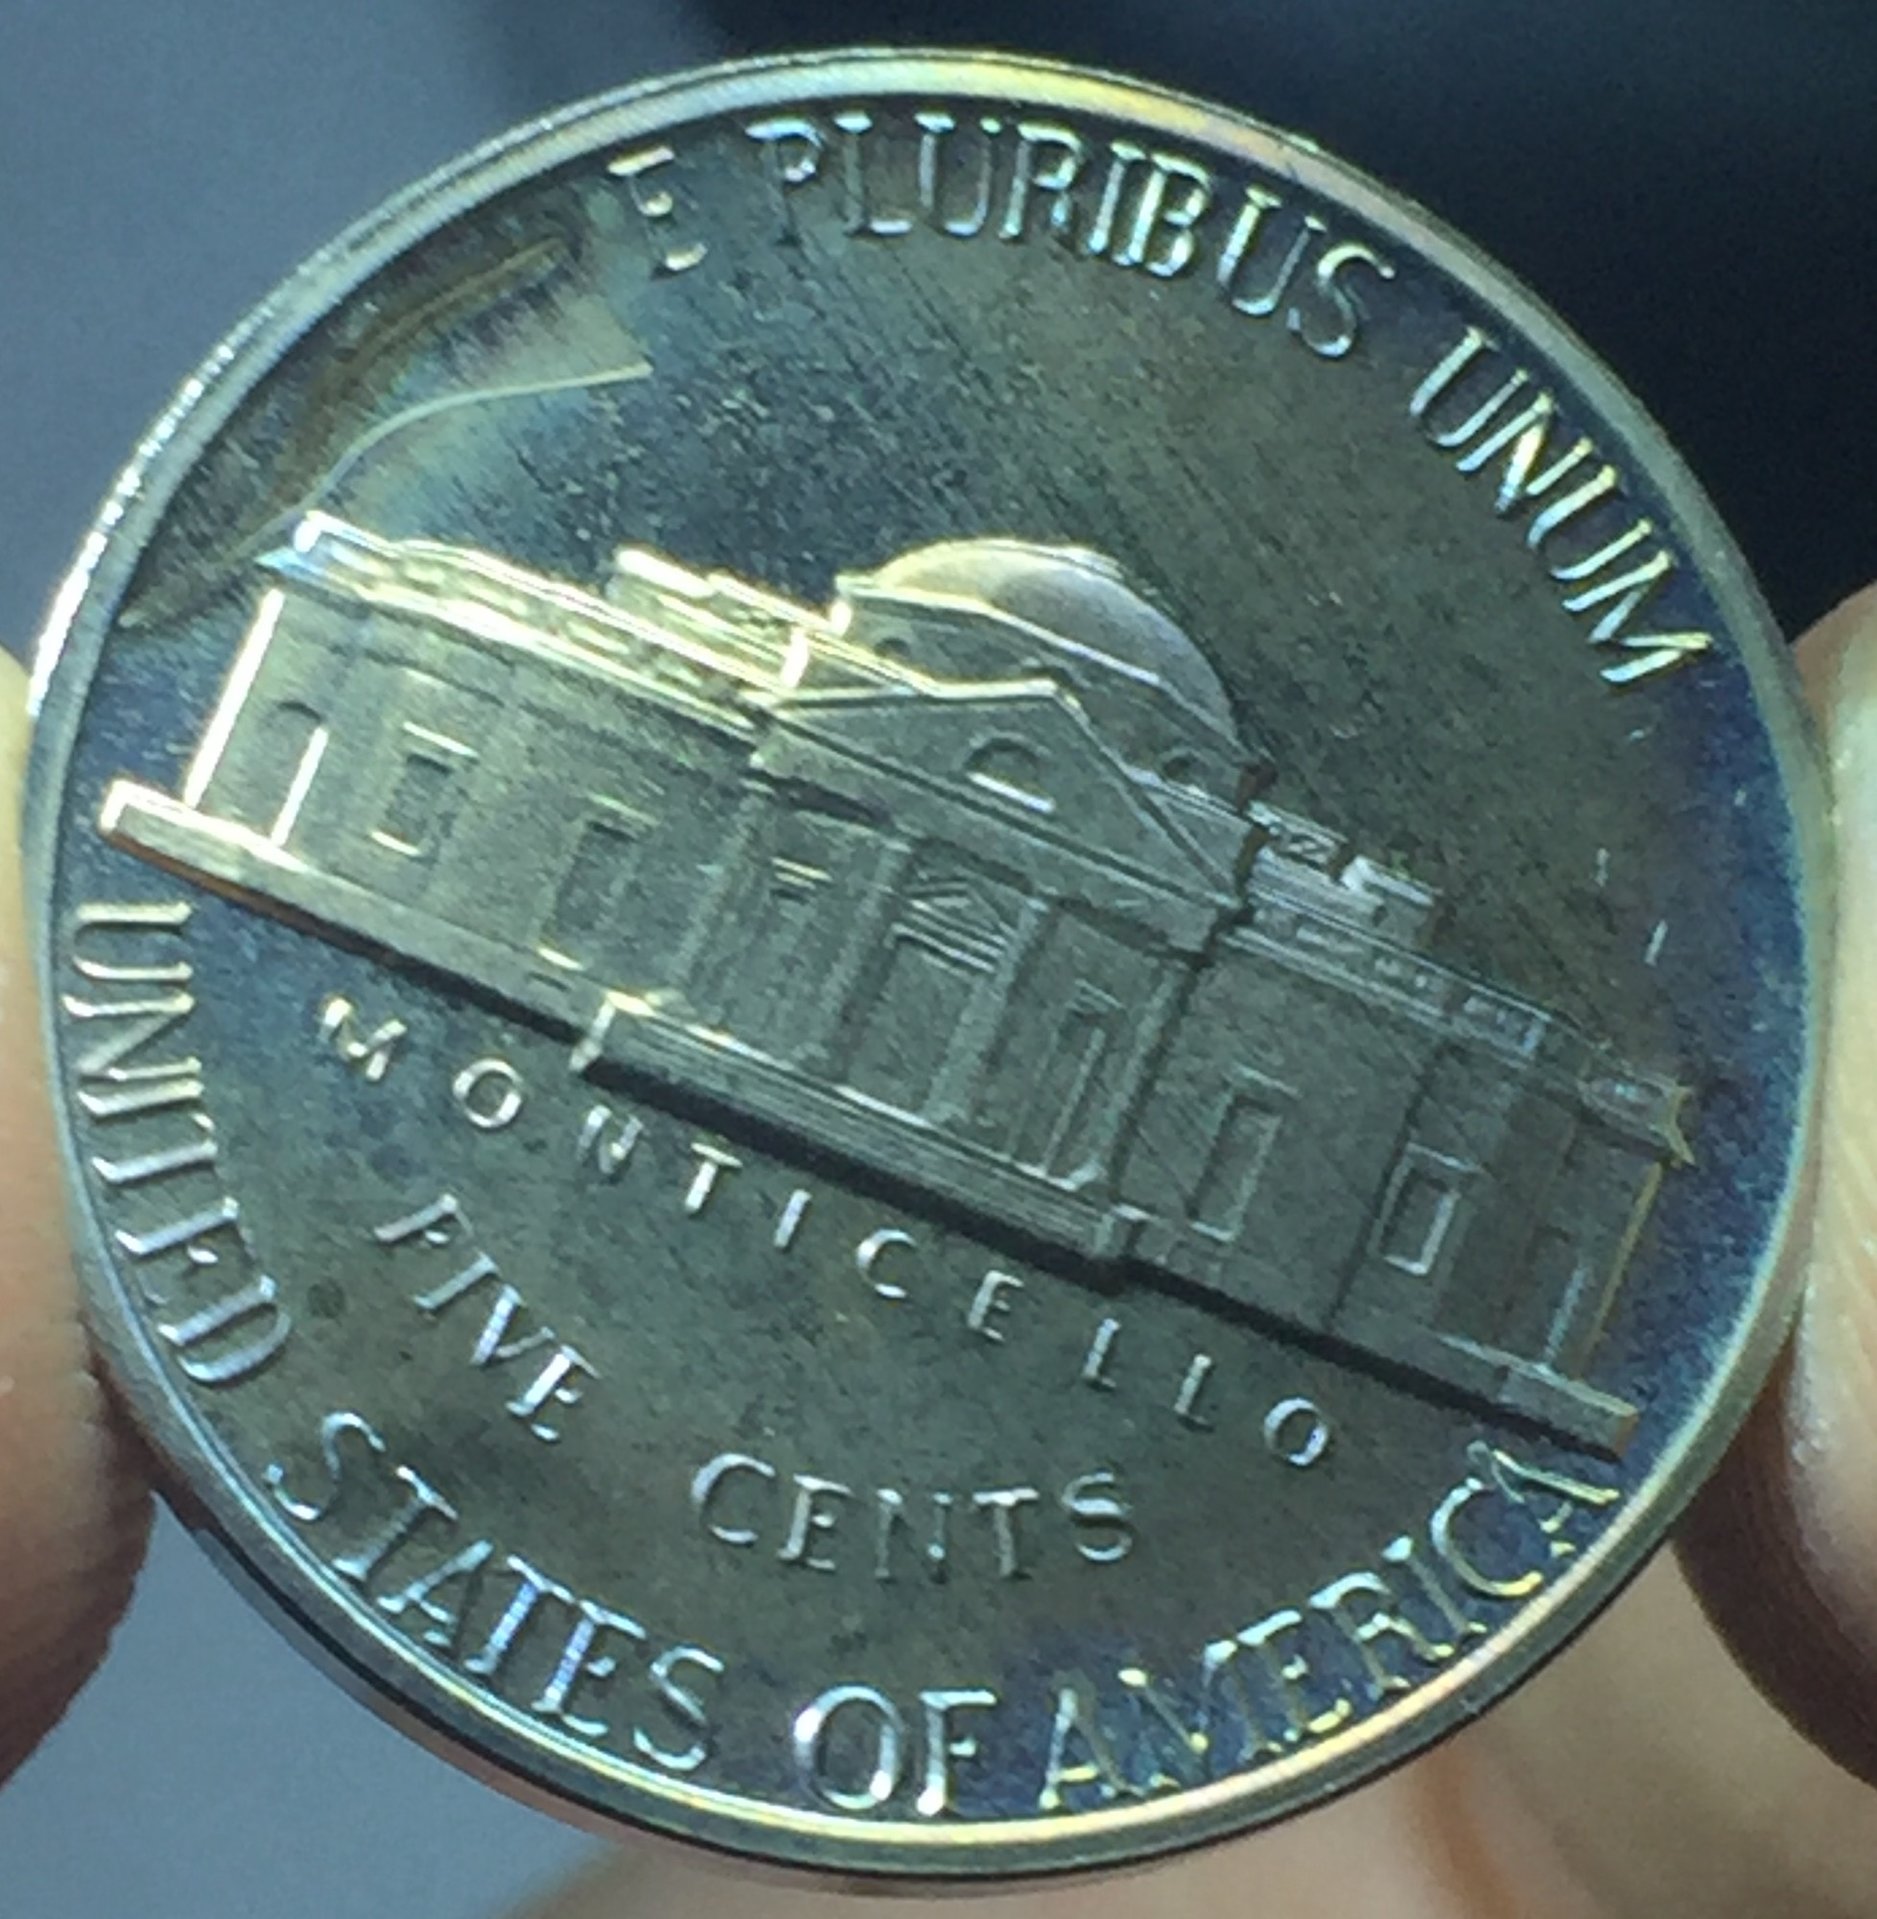 E PLURIBUS UNUM
MONTICELLO
FIVE CENTS
UNITED STATES OF AMERICA